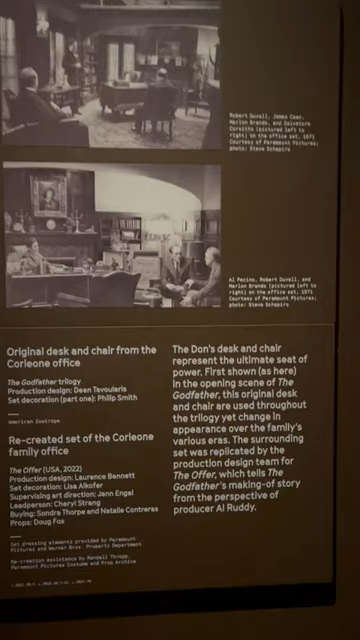 Robert Duvall, James Caan,
Marlon Brando, and Salvatore
Corsitto (pictured left to
right) on the office set, 1971
Courtesy of Paramount Pictures;
photo: Steve Schapiro
Al Pacino, Robert Duvall, and
Marlon Brando (pictured left to
right) on the office set, 1971
Courtesy of Paramount Pictures;
photo: Steve Schapiro
Original desk and chair from the
Corleone office
The Godfather trilogy
Production design: Dean Tavoularis
Set decoration (part one): Philip Smith
American Zoetrope
Re-created set of the Corleone
family office
The Offer (USA, 2022)
Production design: Laurence Bennett
Set decoration: Lisa Alkofer
Supervising art direction: Jann Engel
Leadperson: Cheryl Strang
Buying: Sondra Thorpe and Natalie Contreras
Props: Doug Fox
Set dressing elements provided by Paramount
Pictures and Warner Bros. Property Department
Re-creation assistance by Randall Thropp,
Paramount Pictures Costume and Prop Archive
The Don's desk and chair
represent the ultimate seat of
power. First shown (as here)
in the opening scene of The
Godfather, this original desk
and chair are used throughout
the trilogy yet change in
appearance over the family's
various eras. The surrounding
set was replicated by the
production design team for
The Offer, which tells The
Godfather's making-of story
from the perspective of
producer Al Ruddy.